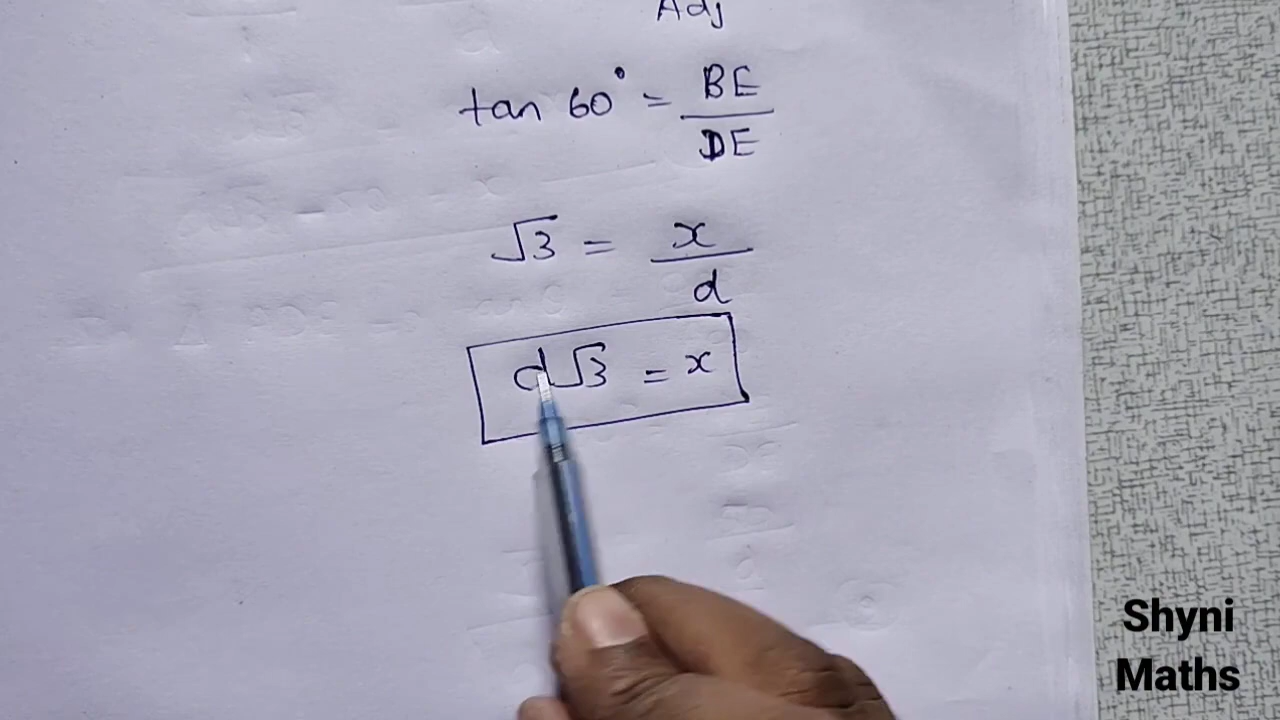 Adj
tan 60° = BE
DE
√3 = x
d
d√3 = x
Shyni
Maths